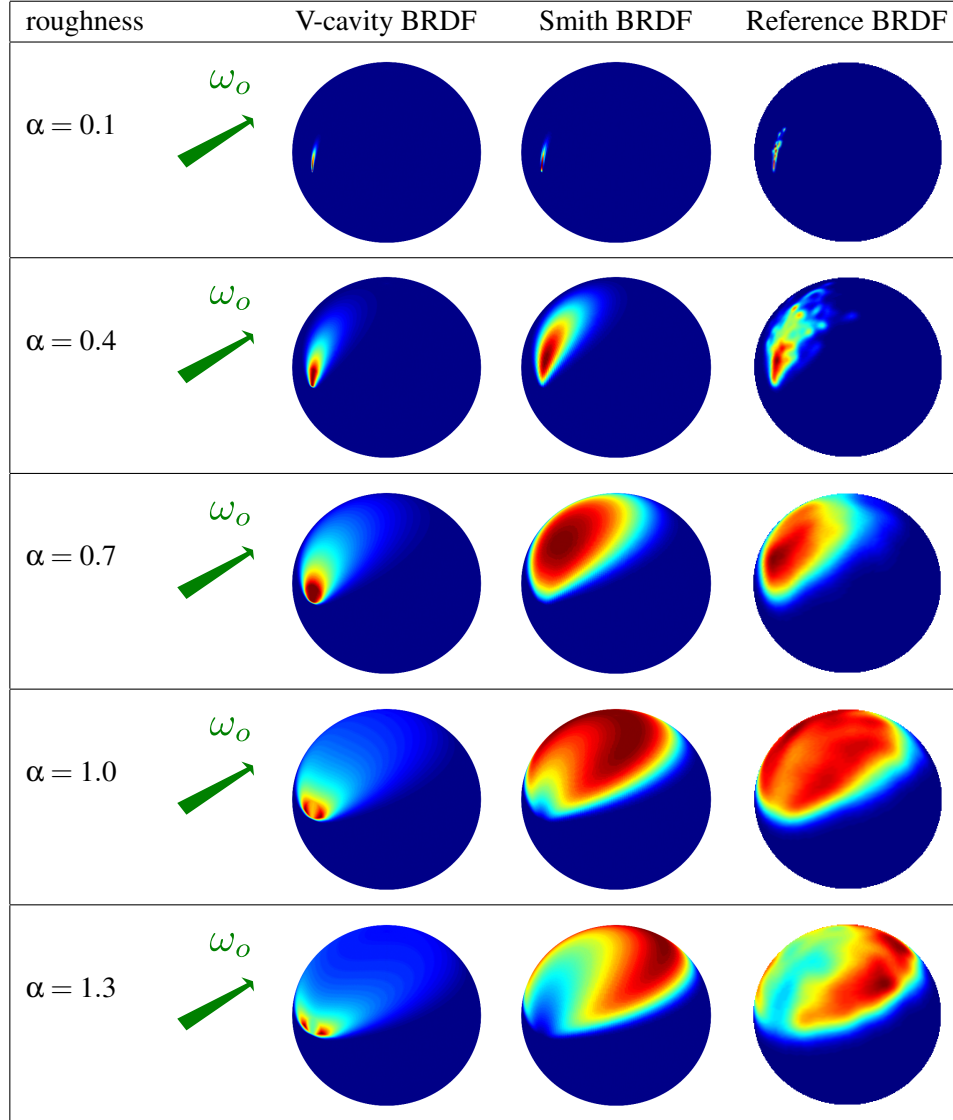 roughness V-cavity BRDF Smith BRDF Reference BRDF
ω_o
α = 0.1
ω_o
α = 0.4
ω_o
α = 0.7
ω_o
α = 1.0
ω_o
α = 1.3